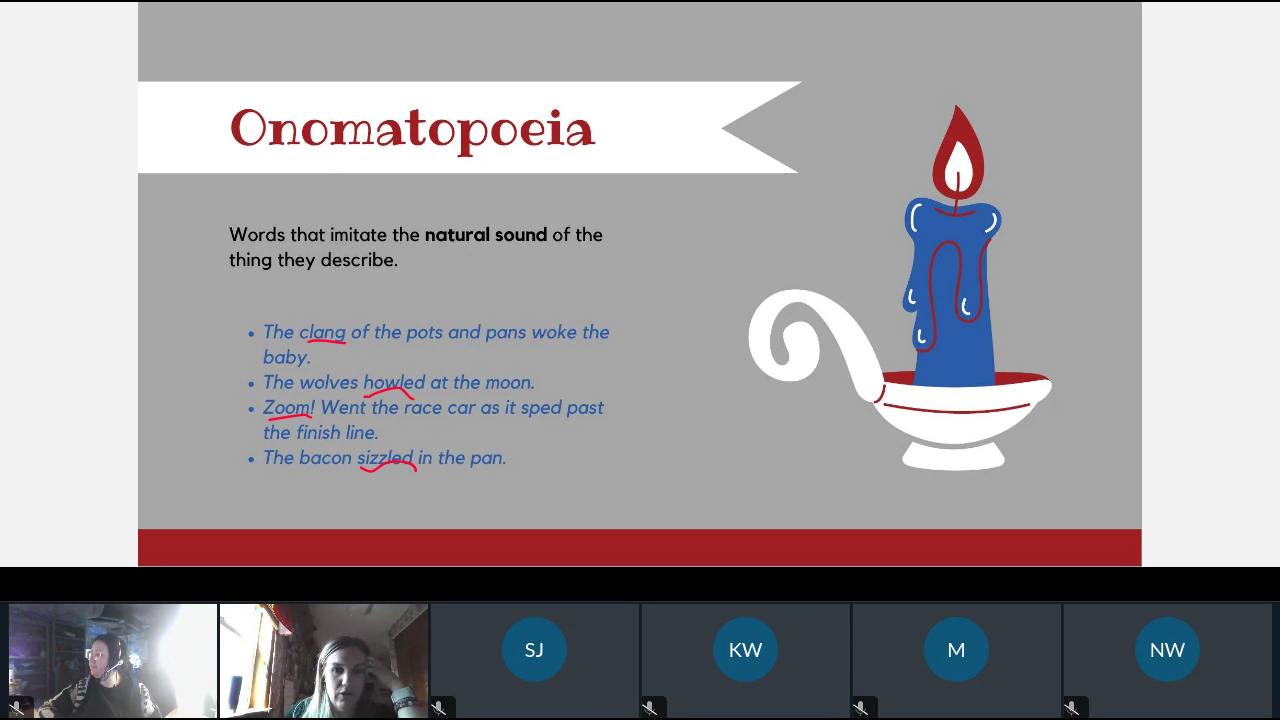 Onomatopoeia
Words that imitate the natural sound of the
thing they describe.
• The clang of the pots and pans woke the
baby.
• The wolves howled at the moon.
• Zoom! Went the race car as it sped past
the finish line.
• The bacon sizzled in the pan.
SJ
KW
M
NW